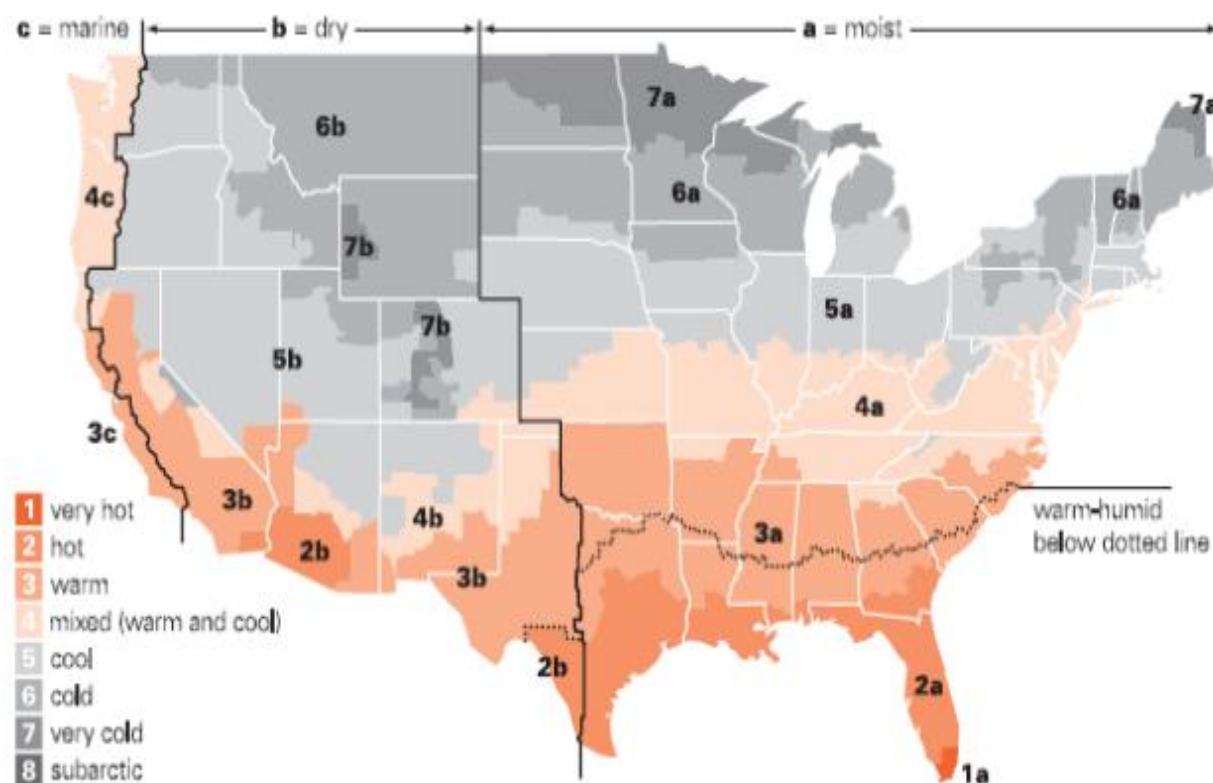 c = marine
b = dry
a = moist
7a
7a
6b
6a
6a
4c
7b
7b
5a
5b
4a
3c
3b
4b
2b
3b
3a
2b
2a
1a
warm-humid
below dotted line
1 very hot
2 hot
3 warm
4 mixed (warm and cool)
5 cool
6 cold
7 very cold
8 subarctic